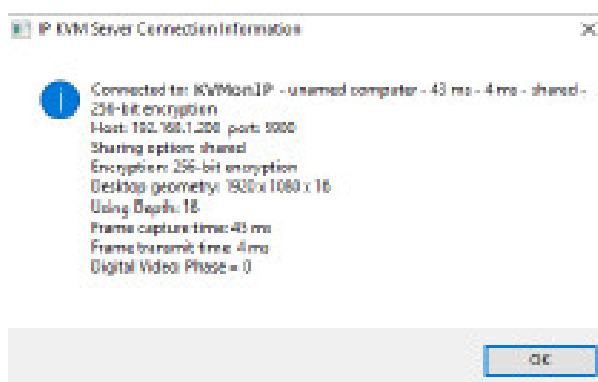 IP KVM Server Connection Information
Connected to: KVMonIP - unamed computer - 43 ms - 4 ms - shared -
256-bit encryption
Host: 192.168.1.200 port: 5900
Sharing option: shared
Encryption: 256-bit encryption
Desktop geometry: 1920 x 1080 x 16
Using Depth: 16
Frame capture time: 43 ms
Frame transmit time: 4 ms
Digital Video: Phase = 0
OK